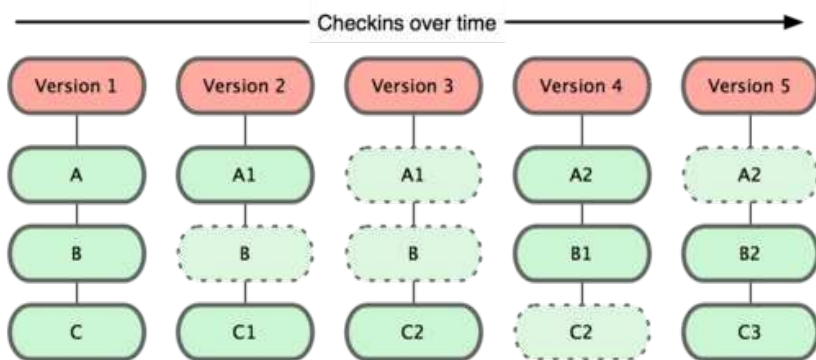 Checkins over time
Version 1 Version 2 Version 3 Version 4 Version 5
A A1 A1 A2 A2
B B B B1 B2
C C1 C2 C2 C3